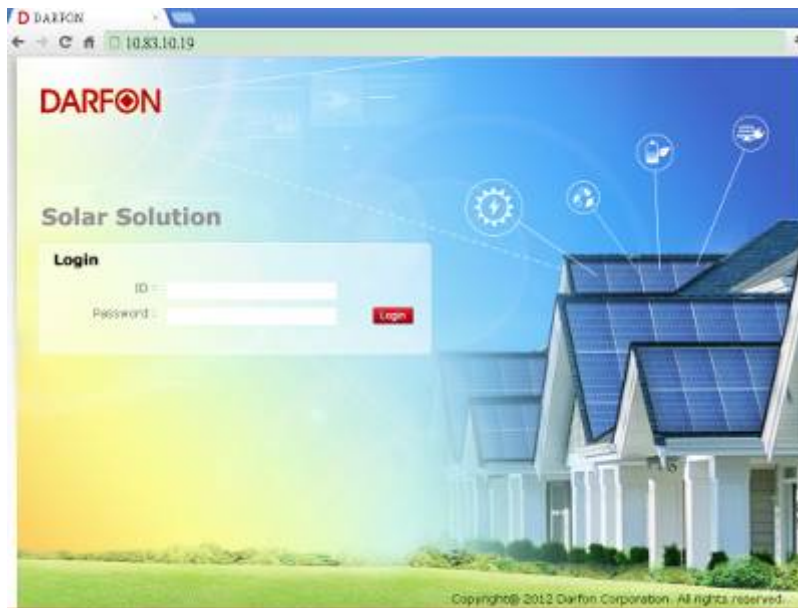 DARFON
10.83.10.19
DARFON
Solar Solution
Login
ID :
Password :
Login
Copyright@ 2012 Darfon Corporation. All rights reserved.